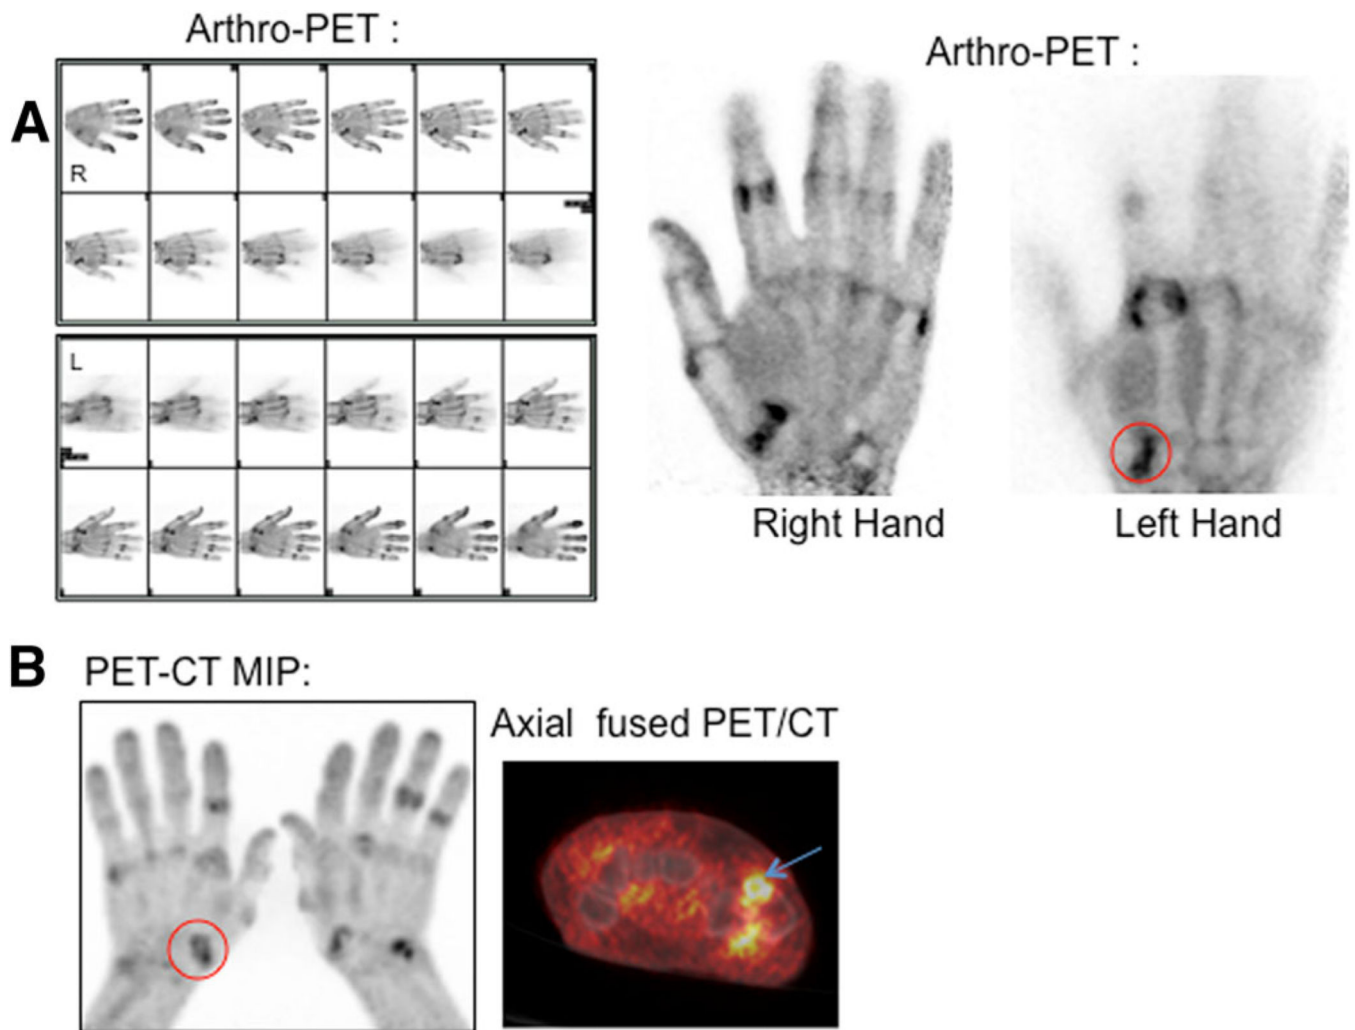 Arthro-PET :
A
R
L
Arthro-PET :
Right Hand
Left Hand
B
PET-CT MIP:
Axial fused PET/CT